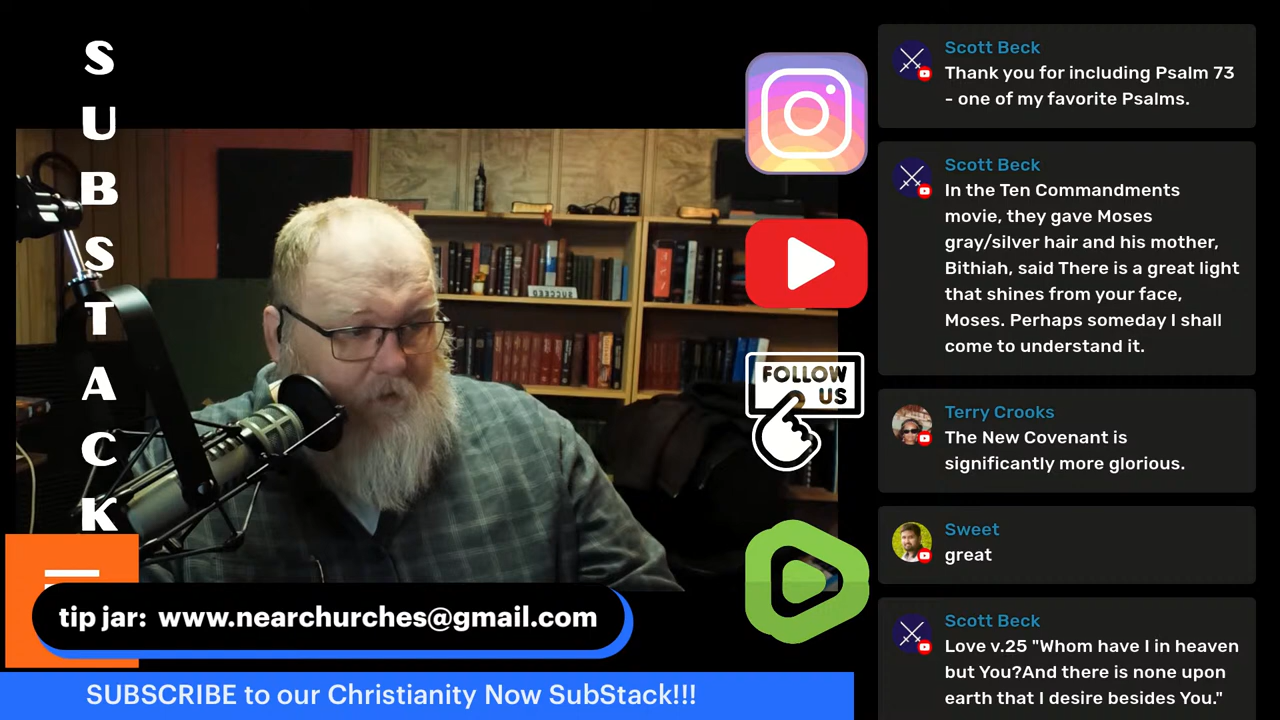 SUBSTACK
SUCCEED
FOLLOW
US
tip jar: www.nearchurches@gmail.com
SUBSCRIBE to our Christianity Now SubStack!!!
Scott Beck
Thank you for including Psalm 73
- one of my favorite Psalms.
Scott Beck
In the Ten Commandments
movie, they gave Moses
gray/silver hair and his mother,
Bithiah, said There is a great light
that shines from your face,
Moses. Perhaps someday I shall
come to understand it.
Terry Crooks
The New Covenant is
significantly more glorious.
Sweet
great
Scott Beck
Love v.25 "Whom have I in heaven
but You?And there is none upon
earth that I desire besides You."